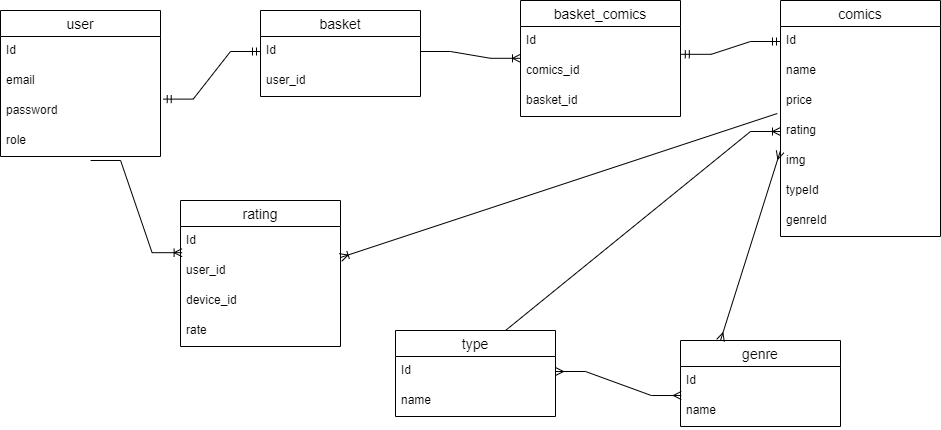 user
Id
email
password
role
basket
Id
user_id
basket_comics
Id
comics_id
basket_id
comics
Id
name
price
rating
img
typeId
genreId
rating
Id
user_id
device_id
rate
type
Id
name
genre
Id
name